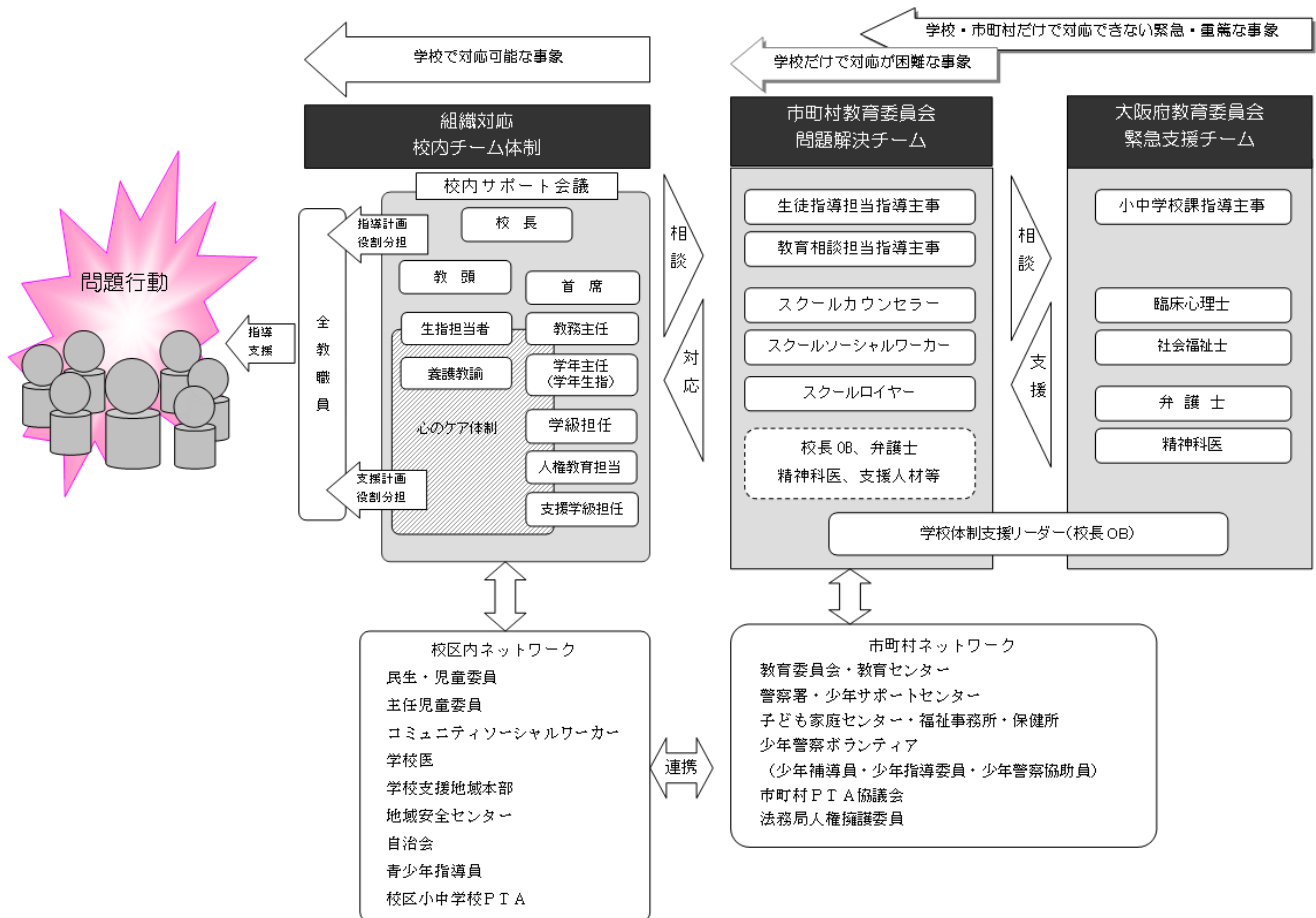 学校・市町村だけで対応できない緊急・重篤な事象
学校で対応可能な事象
学校だけで対応が困難な事象
組織対応
校内チーム体制
市町村教育委員会
問題解決チーム
大阪府教育委員会
緊急支援チーム
問題行動
指導
支援
全教職員
校内サポート会議
指導計画
役割分担
校 長
教 頭
首 席
生指担当者
教務主任
養護教諭
学年主任
(学年生指)
心のケア体制
学級担任
人権教育担当
支援学級担任
支援計画
役割分担
相談
対応
生徒指導担当指導主事
教育相談担当指導主事
スクールカウンセラー
スクールソーシャルワーカー
スクールロイヤー
校長OB、弁護士
精神科医、支援人材等
相談
支援
小中学校課指導主事
臨床心理士
社会福祉士
弁 護 士
精神科医
学校体制支援リーダー(校長OB)
校区内ネットワーク
民生・児童委員
主任児童委員
コミュニティソーシャルワーカー
学校医
学校支援地域本部
地域安全センター
自治会
青少年指導員
校区小中学校PTA
連携
市町村ネットワーク
教育委員会・教育センター
警察署・少年サポートセンター
子ども家庭センター・福祉事務所・保健所
少年警察ボランティア
(少年補導員・少年指導委員・少年警察協助員)
市町村PTA協議会
法務局人権擁護委員